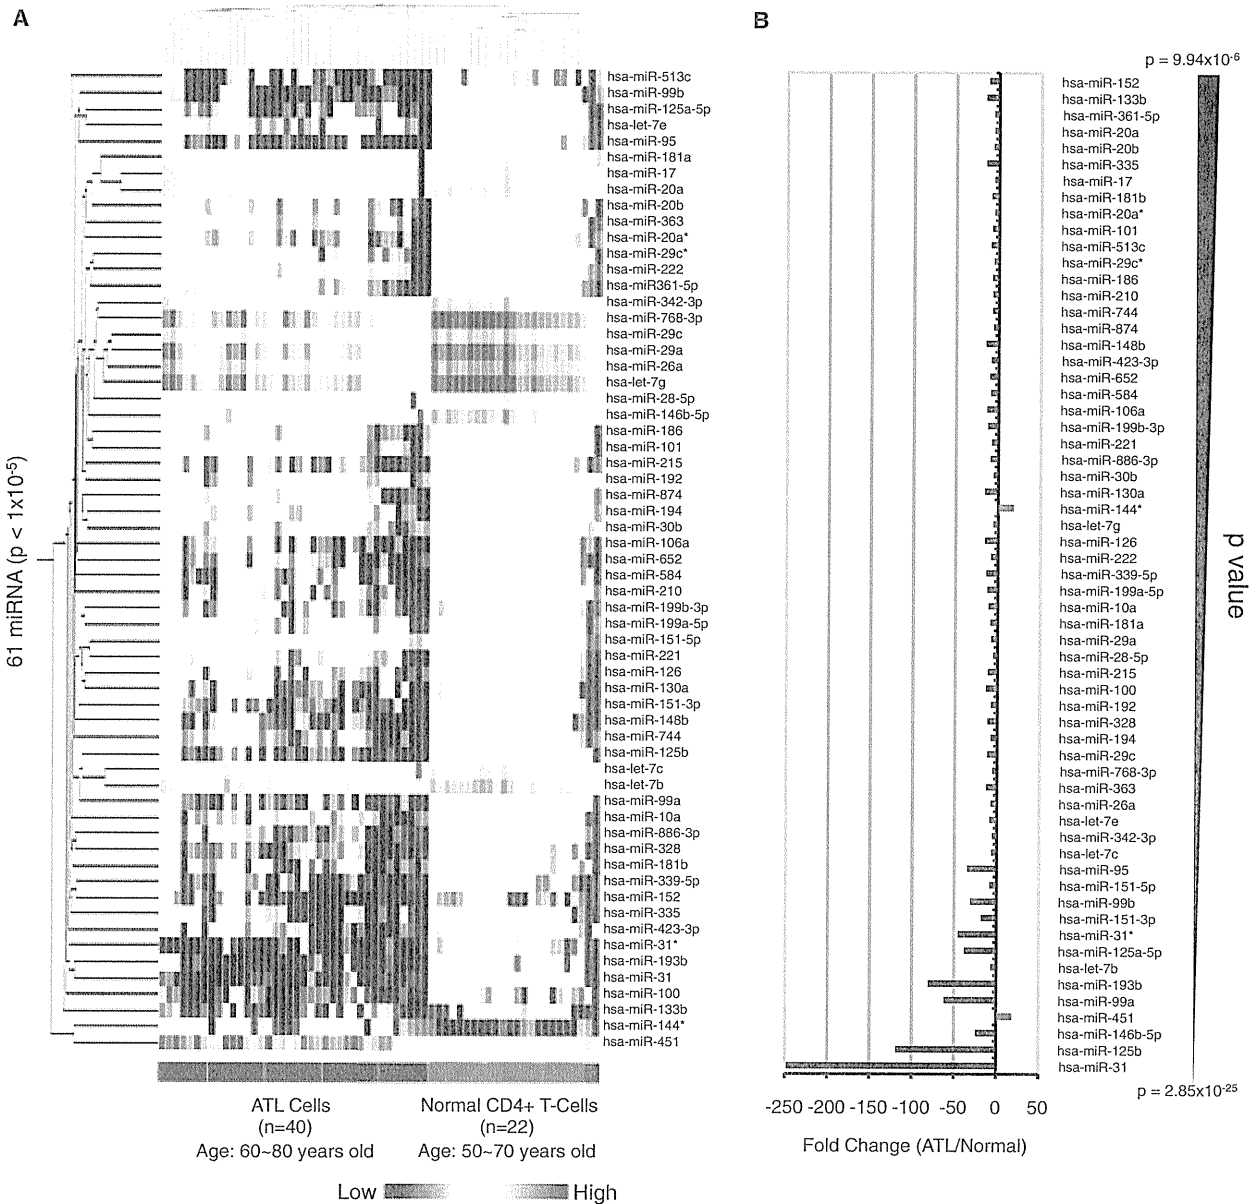 A
61 miRNA (p < 1x10-5)
hsa-miR-513c
hsa-miR-99b
hsa-miR-125a-5p
hsa-let-7e
hsa-miR-95
hsa-miR-181a
hsa-miR-17
hsa-miR-20a
hsa-miR-20b
hsa-miR-363
hsa-miR-20a*
hsa-miR-29c*
hsa-miR-222
hsa-miR361-5p
hsa-miR-342-3p
hsa-miR-768-3p
hsa-miR-29c
hsa-miR-29a
hsa-miR-26a
hsa-let-7g
hsa-miR-28-5p
hsa-miR-146b-5p
hsa-miR-186
hsa-miR-101
hsa-miR-215
hsa-miR-192
hsa-miR-874
hsa-miR-194
hsa-miR-30b
hsa-miR-106a
hsa-miR-652
hsa-miR-584
hsa-miR-210
hsa-miR-199b-3p
hsa-miR-199a-5p
hsa-miR-151-5p
hsa-miR-221
hsa-miR-126
hsa-miR-130a
hsa-miR-151-3p
hsa-miR-148b
hsa-miR-744
hsa-miR-125b
hsa-let-7c
hsa-let-7b
hsa-miR-99a
hsa-miR-10a
hsa-miR-886-3p
hsa-miR-328
hsa-miR-181b
hsa-miR-339-5p
hsa-miR-152
hsa-miR-335
hsa-miR-423-3p
hsa-miR-31*
hsa-miR-193b
hsa-miR-31
hsa-miR-100
hsa-miR-133b
hsa-miR-144*
hsa-miR-451
ATL Cells
(n=40)
Age: 60~80 years old
Normal CD4+ T-Cells
(n=22)
Age: 50~70 years old
Low
High
B
p = 9.94x10-6
hsa-miR-152
hsa-miR-133b
hsa-miR-361-5p
hsa-miR-20a
hsa-miR-20b
hsa-miR-335
hsa-miR-17
hsa-miR-181b
hsa-miR-20a*
hsa-miR-101
hsa-miR-513c
hsa-miR-29c*
hsa-miR-186
hsa-miR-210
hsa-miR-744
hsa-miR-874
hsa-miR-148b
hsa-miR-423-3p
hsa-miR-652
hsa-miR-584
hsa-miR-106a
hsa-miR-199b-3p
hsa-miR-221
hsa-miR-886-3p
hsa-miR-30b
hsa-miR-130a
hsa-miR-144*
hsa-let-7g
hsa-miR-126
hsa-miR-222
hsa-miR-339-5p
hsa-miR-199a-5p
hsa-miR-10a
hsa-miR-181a
hsa-miR-29a
hsa-miR-28-5p
hsa-miR-215
hsa-miR-100
hsa-miR-192
hsa-miR-328
hsa-miR-194
hsa-miR-29c
hsa-miR-768-3p
hsa-miR-363
hsa-miR-26a
hsa-let-7e
hsa-miR-342-3p
hsa-let-7c
hsa-miR-95
hsa-miR-151-5p
hsa-miR-99b
hsa-miR-151-3p
hsa-miR-31*
hsa-miR-125a-5p
hsa-let-7b
hsa-miR-193b
hsa-miR-99a
hsa-miR-451
hsa-miR-146b-5p
hsa-miR-125b
hsa-miR-31
p value
p = 2.85x10-25
-250 -200 -150 -100 -50 0 50
Fold Change (ATL/Normal)